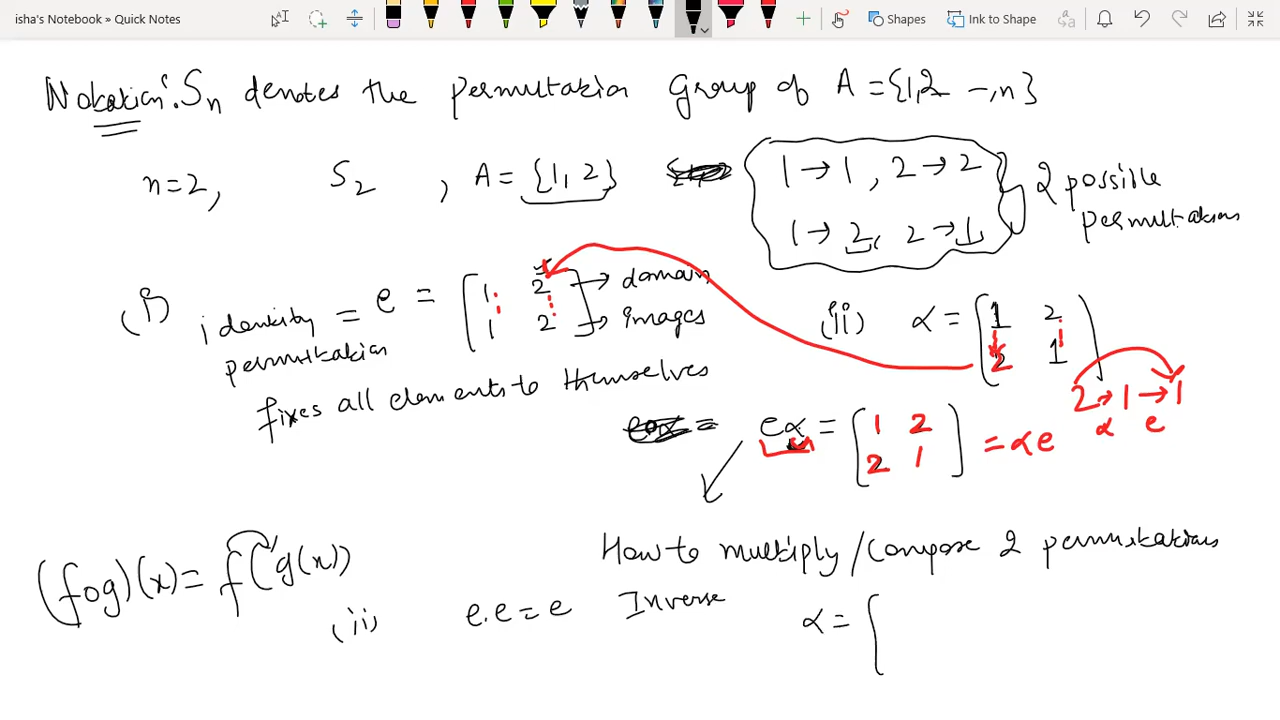 isha's Notebook » Quick Notes
Shapes
Ink to Shape
Notation: Sn denotes the permutation Group of A = {1,2 -,n}
n=2, S2 , A = {1, 2}
1 → 1 , 2 → 2
1 → 2, 2 → 1
2 possible
permutations
(i) identity = e = [1 2 → domain
permutation 1 2] → images
fixes all elements to themselves
(ii) α = (1 2
2 1)
2 → 1 → 1
α e
eα = [1 2
2 1] = αe
How to multiply / Compose 2 permutations
(fog)(x) = f(g(x))
(ii) e.e = e Inverse α = (